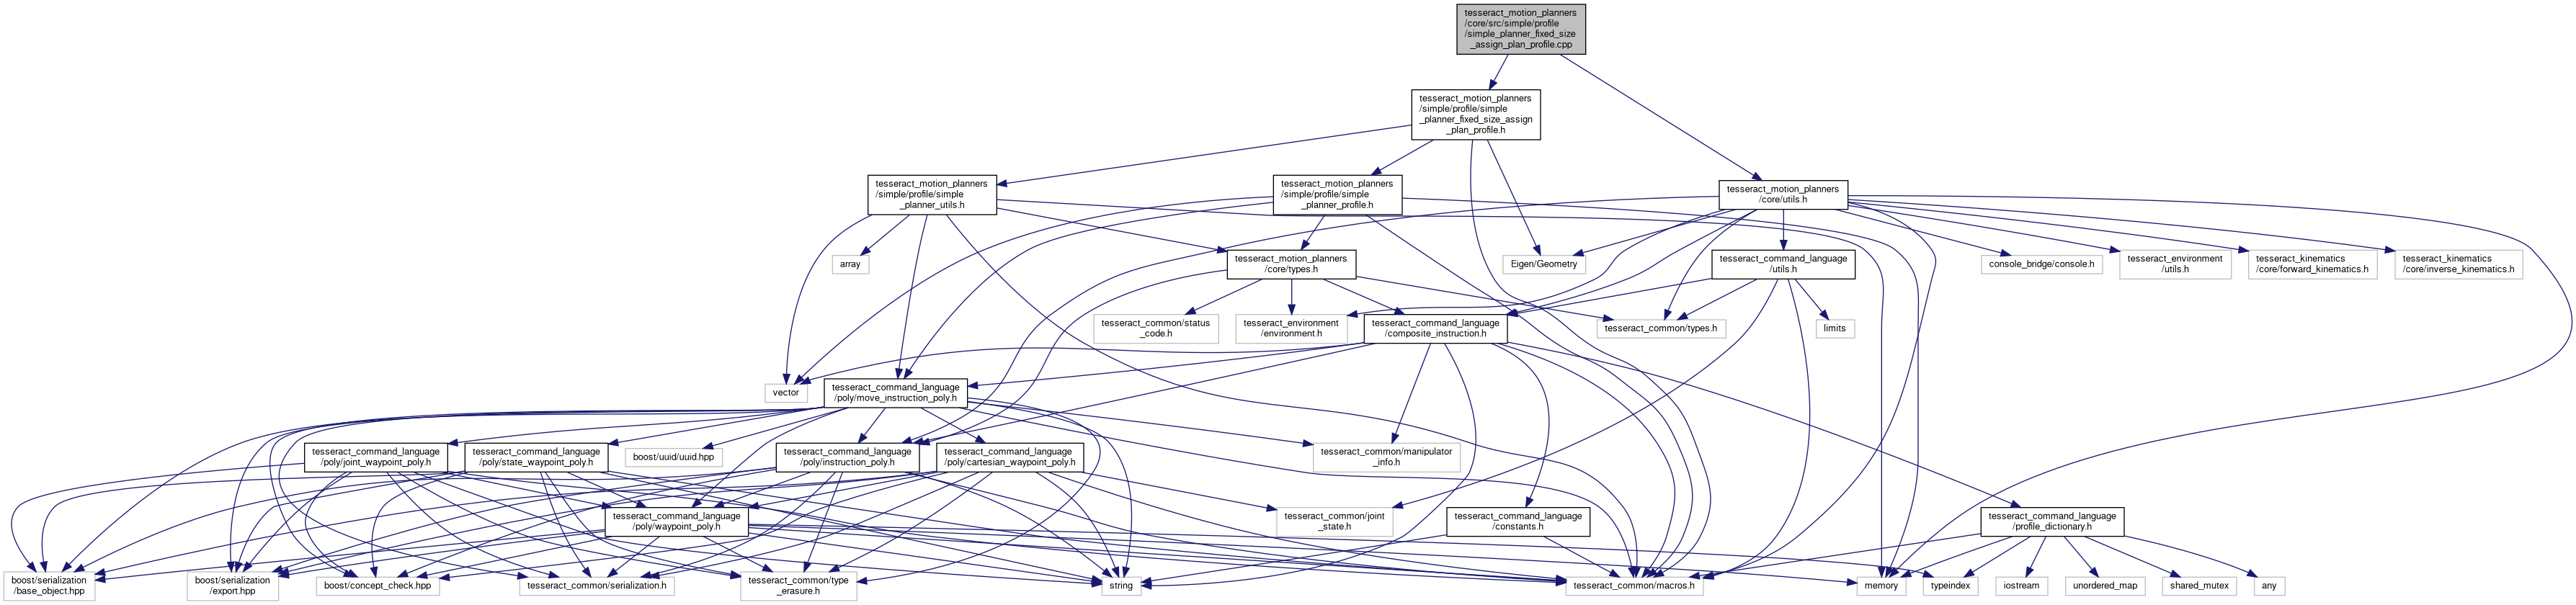 tesseract_motion_planners
/core/src/simple/profile
/simple_planner_fixed_size
_assign_plan_profile.cpp
tesseract_motion_planners
/simple/profile/simple
_planner_fixed_size_assign
_plan_profile.h
tesseract_motion_planners
/simple/profile/simple
_planner_utils.h
tesseract_motion_planners
/simple/profile/simple
_planner_profile.h
tesseract_motion_planners
/core/utils.h
array
tesseract_motion_planners
/core/types.h
Eigen/Geometry
tesseract_command_language
/utils.h
console_bridge/console.h
tesseract_environment
/utils.h
tesseract_kinematics
/core/forward_kinematics.h
tesseract_kinematics
/core/inverse_kinematics.h
tesseract_common/status
_code.h
tesseract_environment
/environment.h
tesseract_command_language
/composite_instruction.h
tesseract_common/types.h
limits
vector
tesseract_command_language
/poly/move_instruction_poly.h
tesseract_command_language
/poly/joint_waypoint_poly.h
tesseract_command_language
/poly/state_waypoint_poly.h
boost/uuid/uuid.hpp
tesseract_command_language
/poly/instruction_poly.h
tesseract_command_language
/poly/cartesian_waypoint_poly.h
tesseract_common/manipulator
_info.h
tesseract_command_language
/poly/waypoint_poly.h
tesseract_common/joint
_state.h
tesseract_command_language
/constants.h
tesseract_command_language
/profile_dictionary.h
boost/serialization
/base_object.hpp
boost/serialization
/export.hpp
boost/concept_check.hpp
tesseract_common/serialization.h
tesseract_common/type
_erasure.h
string
tesseract_common/macros.h
memory
typeindex
iostream
unordered_map
shared_mutex
any